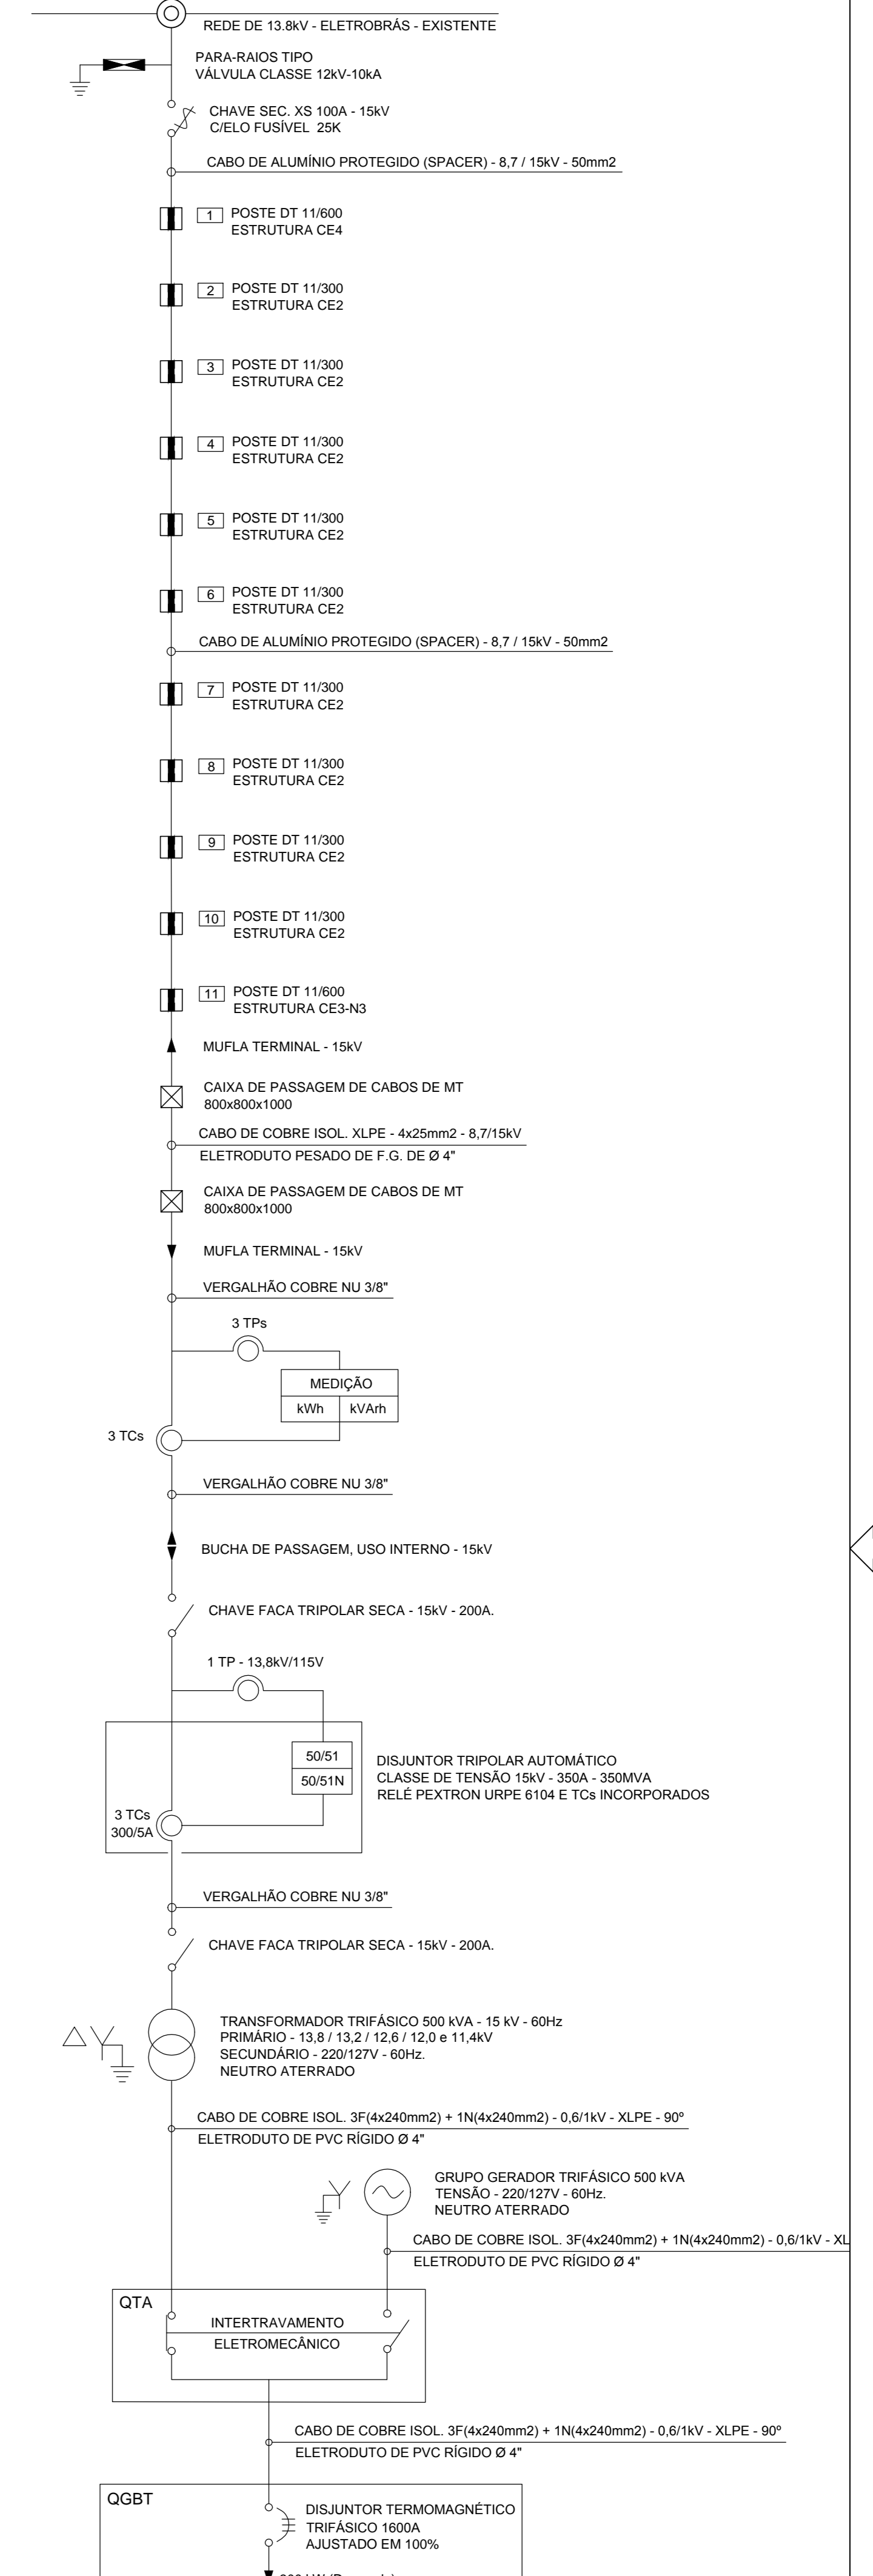 REDE DE 13.8kV - ELETROBRÁS - EXISTENTE
PARA-RAIOS TIPO
VÁLVULA CLASSE 12kV-10kA
CHAVE SEC. XS 100A - 15kV
C/ELO FUSÍVEL 25K
CABO DE ALUMÍNIO PROTEGIDO (SPACER) - 8,7 / 15kV - 50mm2
1 POSTE DT 11/600
ESTRUTURA CE4
2 POSTE DT 11/300
ESTRUTURA CE2
3 POSTE DT 11/300
ESTRUTURA CE2
4 POSTE DT 11/300
ESTRUTURA CE2
5 POSTE DT 11/300
ESTRUTURA CE2
6 POSTE DT 11/300
ESTRUTURA CE2
CABO DE ALUMÍNIO PROTEGIDO (SPACER) - 8,7 / 15kV - 50mm2
7 POSTE DT 11/300
ESTRUTURA CE2
8 POSTE DT 11/300
ESTRUTURA CE2
9 POSTE DT 11/300
ESTRUTURA CE2
10 POSTE DT 11/300
ESTRUTURA CE2
11 POSTE DT 11/600
ESTRUTURA CE3-N3
MUFLA TERMINAL - 15kV
CAIXA DE PASSAGEM DE CABOS DE MT
800x800x1000
CABO DE COBRE ISOL. XLPE - 4x25mm2 - 8,7/15kV
ELETRODUTO PESADO DE F.G. DE Ø 4"
CAIXA DE PASSAGEM DE CABOS DE MT
800x800x1000
MUFLA TERMINAL - 15kV
VERGALHÃO COBRE NU 3/8"
3 TPs
MEDIÇÃO
kWh kVArh
3 TCs
VERGALHÃO COBRE NU 3/8"
BUCHA DE PASSAGEM, USO INTERNO - 15kV
CHAVE FACA TRIPOLAR SECA - 15kV - 200A.
1 TP - 13,8kV/115V
50/51
50/51N
DISJUNTOR TRIPOLAR AUTOMÁTICO
CLASSE DE TENSÃO 15kV - 350A - 350MVA
RELÉ PEXTRON URPE 6104 E TCs INCORPORADOS
3 TCs
300/5A
VERGALHÃO COBRE NU 3/8"
CHAVE FACA TRIPOLAR SECA - 15kV - 200A.
TRANSFORMADOR TRIFÁSICO 500 kVA - 15 kV - 60Hz
PRIMÁRIO - 13,8 / 13,2 / 12,6 / 12,0 e 11,4kV
SECUNDÁRIO - 220/127V - 60Hz.
NEUTRO ATERRADO
CABO DE COBRE ISOL. 3F(4x240mm2) + 1N(4x240mm2) - 0,6/1kV - XLPE - 90º
ELETRODUTO DE PVC RÍGIDO Ø 4"
GRUPO GERADOR TRIFÁSICO 500 kVA
TENSÃO - 220/127V - 60Hz.
NEUTRO ATERRADO
CABO DE COBRE ISOL. 3F(4x240mm2) + 1N(4x240mm2) - 0,6/1kV - XL
ELETRODUTO DE PVC RÍGIDO Ø 4"
QTA
INTERTRAVAMENTO
ELETROMECÂNICO
CABO DE COBRE ISOL. 3F(4x240mm2) + 1N(4x240mm2) - 0,6/1kV - XLPE - 90º
ELETRODUTO DE PVC RÍGIDO Ø 4"
QGBT
DISJUNTOR TERMOMAGNÉTICO
TRIFÁSICO 1600A
AJUSTADO EM 100%